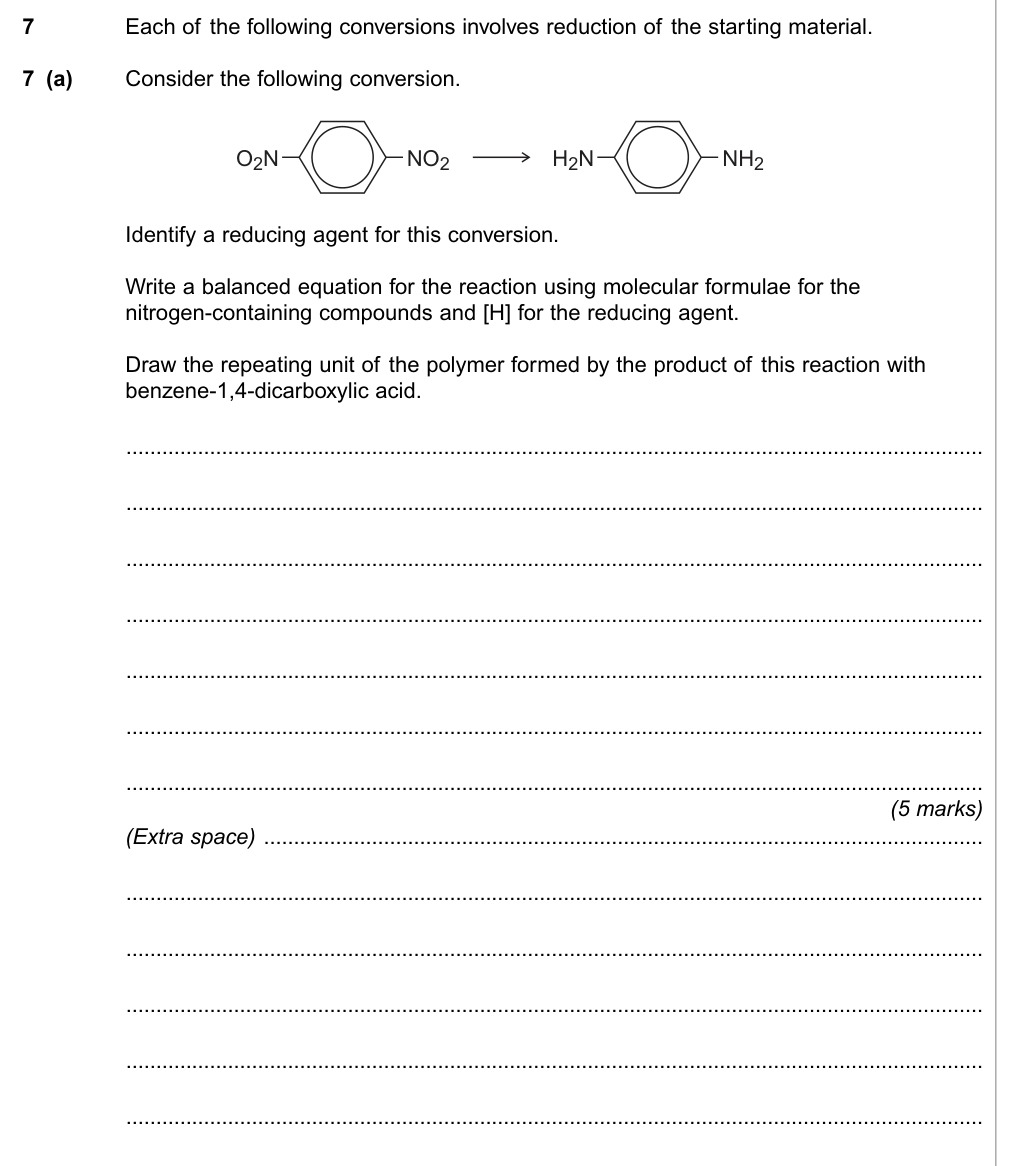 7 Each of the following conversions involves reduction of the starting material.
7 (a) Consider the following conversion.
O₂N NO₂ H₂N NH₂
Identify a reducing agent for this conversion.
Write a balanced equation for the reaction using molecular formulae for the
nitrogen-containing compounds and [H] for the reducing agent.
Draw the repeating unit of the polymer formed by the product of this reaction with
benzene-1,4-dicarboxylic acid.
(5 marks)
(Extra space)